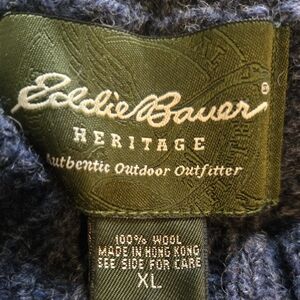 Eddie Bauer®
HERITAGE
Authentic Outdoor Outfitter
100% WOOL
MADE IN HONG KONG
SEE SIDE FOR CARE
XL